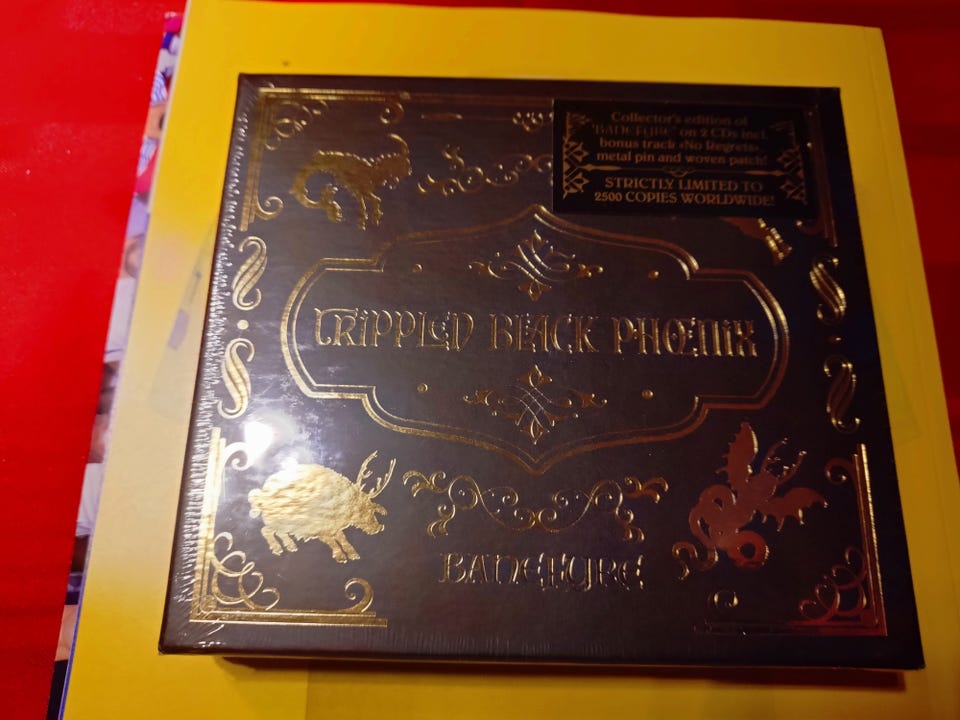 Collector's edition of
"BANEFYRE" on 2 CDs incl.
bonus track «No Regrets»
metal pin and woven patch!
STRICTLY LIMITED TO
2500 COPIES WORLDWIDE!
CRIPPLED BLACK PHŒNIX
BANEFYRE